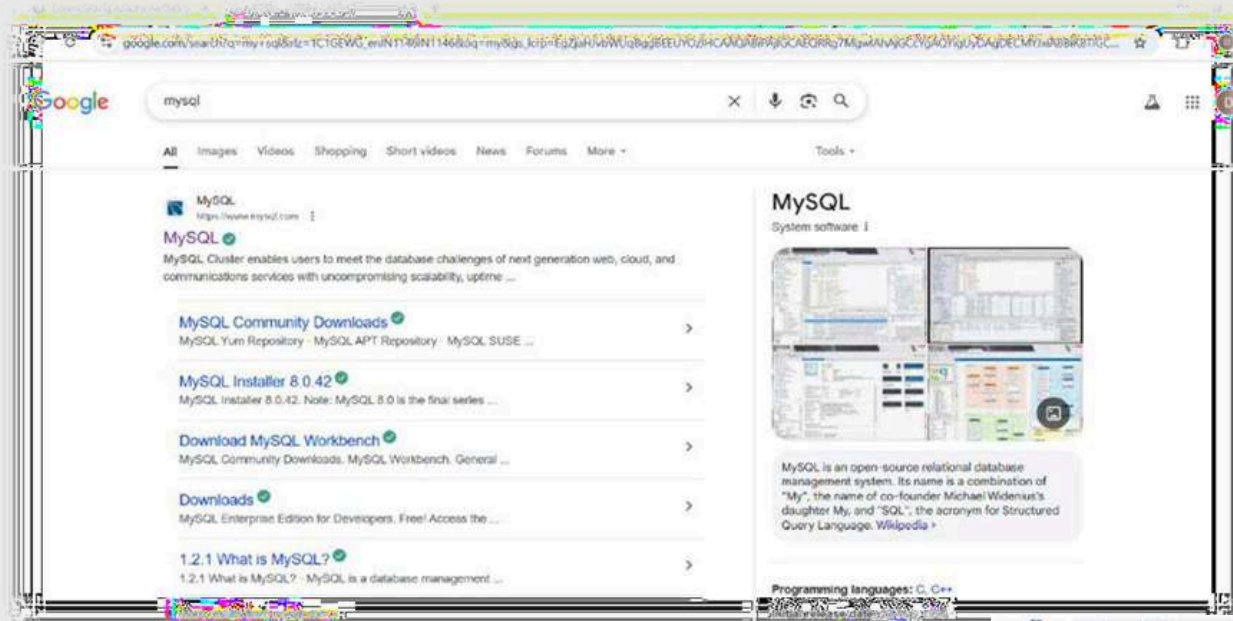 Google
mysql
All Images Videos Shopping Short videos News Forums More Tools
MySQL
https://www.mysql.com
MySQL
MySQL Cluster enables users to meet the database challenges of next generation web, cloud, and
communications services with uncompromising scalability, uptime ...
MySQL Community Downloads
MySQL Yum Repository · MySQL APT Repository · MySQL SUSE ...
MySQL Installer 8.0.42
MySQL Installer 8.0.42. Note: MySQL 8.0 is the final series ...
Download MySQL Workbench
MySQL Community Downloads. MySQL Workbench. General ...
Downloads
MySQL Enterprise Edition for Developers. Free! Access the ...
1.2.1 What is MySQL?
1.2.1 What is MySQL? · MySQL is a database management ...
MySQL
System software
MySQL is an open-source relational database
management system. Its name is a combination of
"My", the name of co-founder Michael Widenius's
daughter My, and "SQL", the acronym for Structured
Query Language. Wikipedia
Programming languages: C, C++
Initial release date